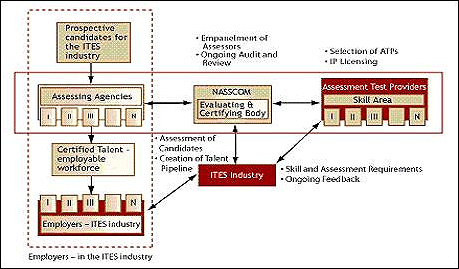 Prospective
candidates for
the ITES
industry
• Empanelment of
Assessors
• Ongoing Audit and
Review
• Selection of ATPs
• IP Licensing
Assessing Agencies
I II III N
NASSCOM
Evaluating &
Certifying Body
Assessment Test Providers
Skill Area
I II III N
Certified Talent -
employable
workforce
• Assessment of
Candidates
• Creation of Talent
Pipeline
ITES Industry
• Skill and Assessment Requirements
• Ongoing Feedback
I II III N
Employers – ITES industry
Employers – in the ITES industry